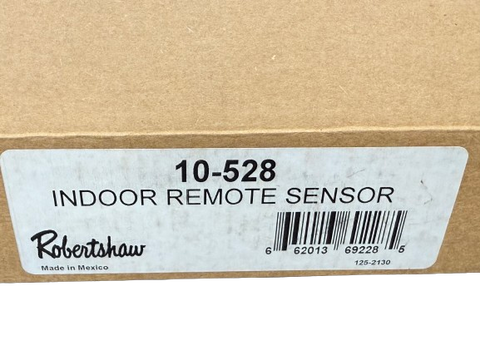 10-528
INDOOR REMOTE SENSOR
Robertshaw
Made in Mexico
6 62013 69228 5
125-2130